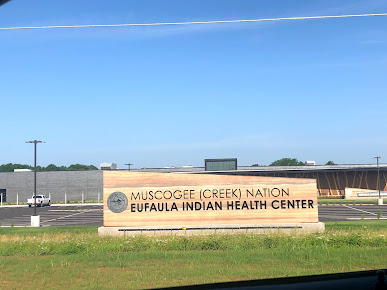 MUSCOGEE (CREEK) NATION
EUFAULA INDIAN HEALTH CENTER